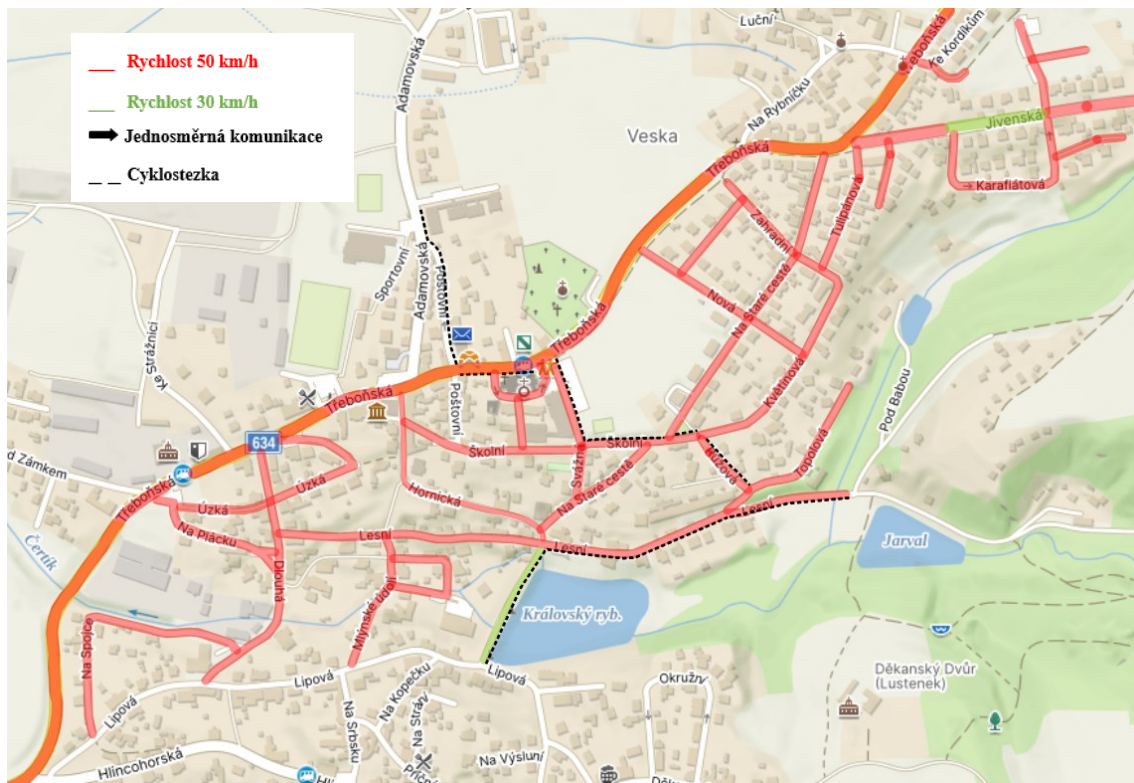 Rychlost 50 km/h
Rychlost 30 km/h
Jednosměrná komunikace
Cyklostezka
Luční
Třeboňská
Ke Kordíkům
Adamovská
Na Rybníčku
Veska
Jivenská
Třeboňská
Karafiátová
Tulipánová
Zahradní
Sportovní
Adamovská
Poštovní
Na Staré cestě
Nová
Ke Strážnici
Třeboňská
Pod Babou
Třeboňská
Poštovní
Květinová
634
Školní
Školní
Svážná
Topolová
d Zámkem
Třeboňská
Úzká
Úzká
Hornická
Na Staré cestě
Lesní
Na Plácku
Lesní
Lesní
Jarval
Čertík
Dlouhá
Mlýnské údolí
Královský ryb.
Na Spojce
Lipová
Lipová
Děkanský Dvůr
(Lustenek)
Okružní
Na Kopečku
Lipová
Na Stráni
Na Srbsku
Hlincohorská
Na Výsluní
Příční